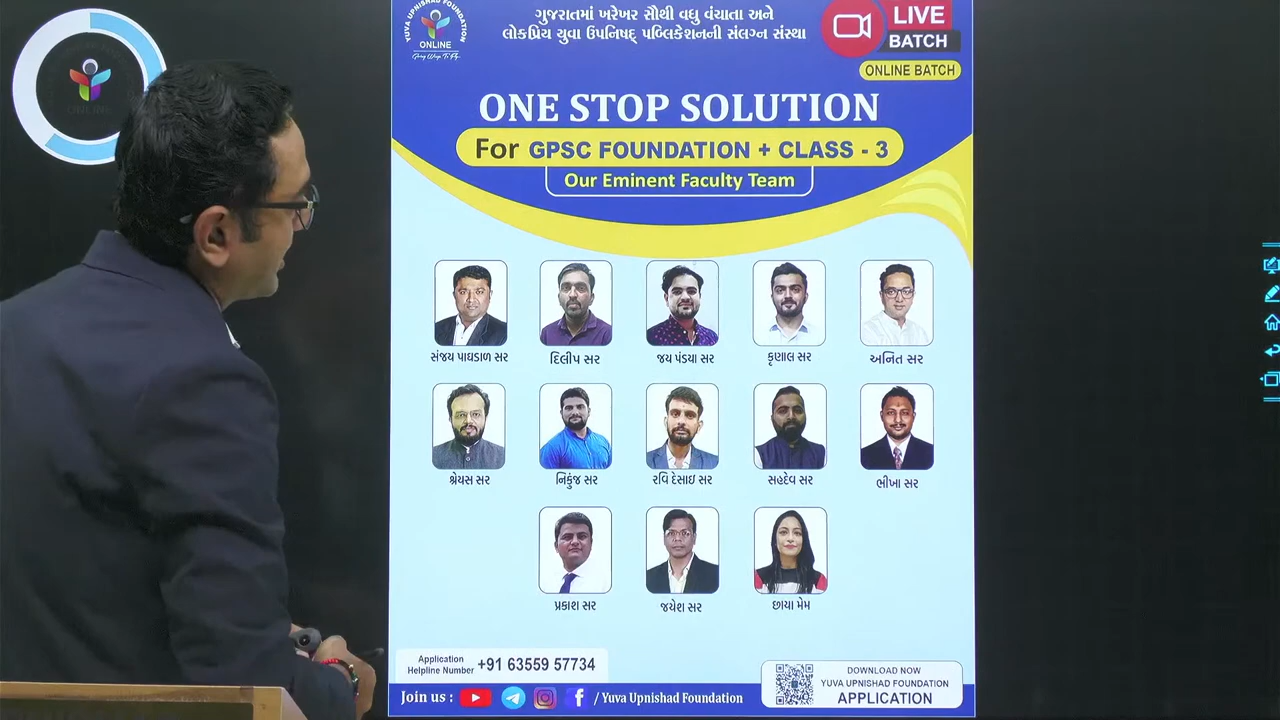 YUVA UPNISHAD FOUNDATION
ONLINE
ગુજરાતમાં ખરેખર સૌથી વધુ વંચાતા અને
લોકપ્રિય યુવા ઉપનિષદ્ પબ્લિકેશનની સંલગ્ન સંસ્થા
LIVE
BATCH
ONLINE BATCH
ONE STOP SOLUTION
For GPSC FOUNDATION + CLASS - 3
Our Eminent Faculty Team
સંજય પાઘડાળ સર
દિલીપ સર
જય પંડયા સર
કૃણાલ સર
અનિત સર
શ્રેયસ સર
નિકુંજ સર
રવિ દેસાઇ સર
સહદેવ સર
ભીખા સર
પ્રકાશ સર
જયેશ સર
છાયા મેમ
Application
Helpline Number
+91 63559 57734
DOWNLOAD NOW
YUVA UPNISHAD FOUNDATION
APPLICATION
Join us :
/ Yuva Upnishad Foundation